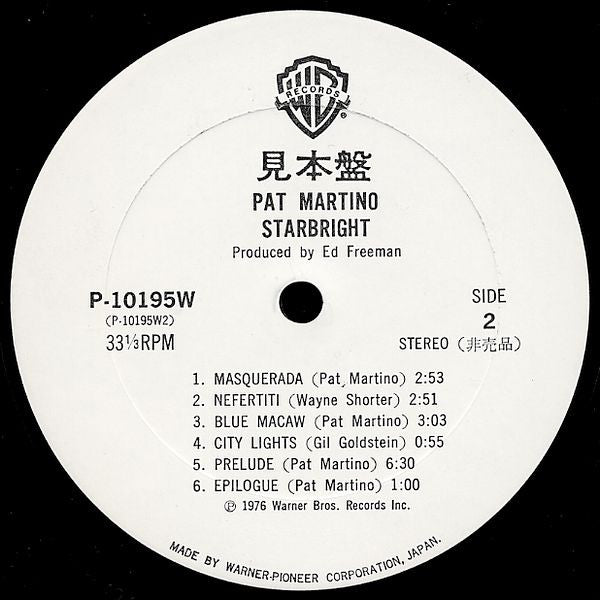 WB
RECORDS
®
見本盤
PAT MARTINO
STARBRIGHT
Produced by Ed Freeman
P-10195W
(P-10195W2)
33⅓RPM
SIDE
2
STEREO (非売品)
1. MASQUERADA (Pat Martino) 2:53
2. NEFERTITI (Wayne Shorter) 2:51
3. BLUE MACAW (Pat Martino) 3:03
4. CITY LIGHTS (Gil Goldstein) 0:55
5. PRELUDE (Pat Martino) 6:30
6. EPILOGUE (Pat Martino) 1:00
℗ 1976 Warner Bros. Records Inc.
MADE BY WARNER-PIONEER CORPORATION, JAPAN.